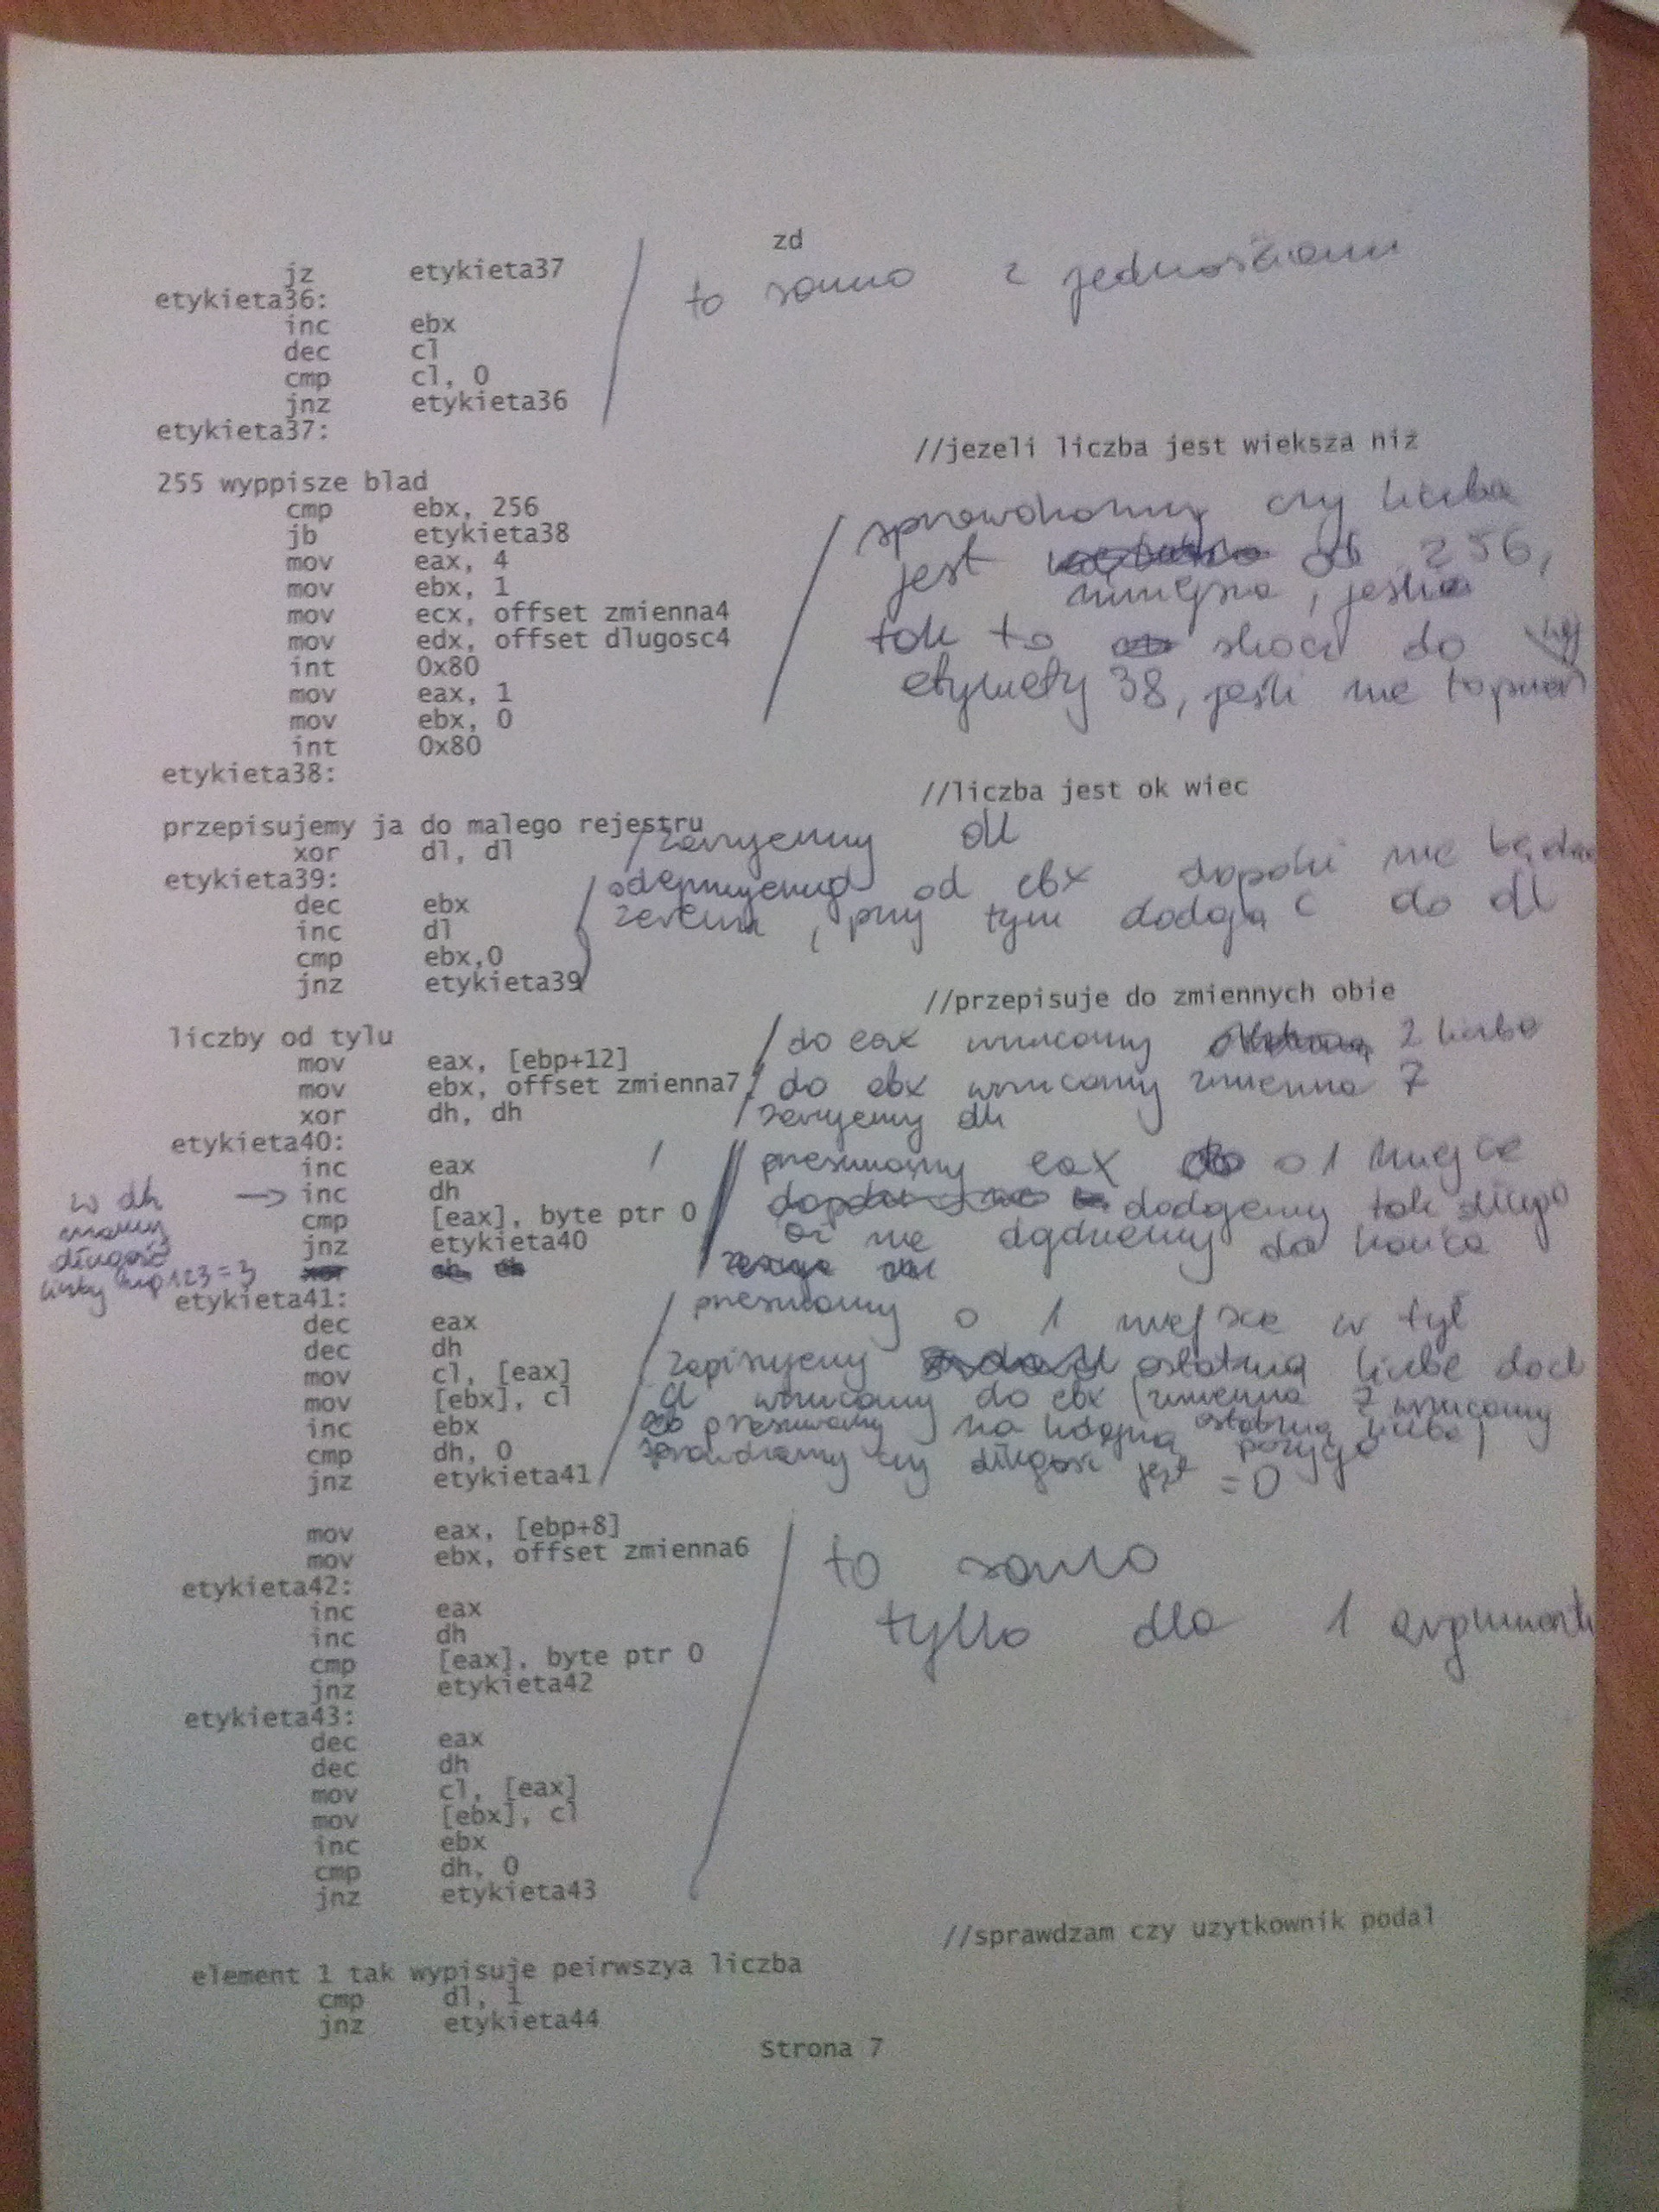 zd
jz etykieta37
to samo z jednościami
etykieta36:
inc ebx
dec cl
cmp cl, 0
jnz etykieta36
etykieta37:
//jezeli liczba jest wieksza niz
255 wyppisze blad
cmp ebx, 256
sprawdzamy czy liczba
jb etykieta38
jest od 256,
mov eax, 4
mniejsza, jeśli
mov ebx, 1
mov ecx, offset zmienna4
tak to skocz do
mov edx, offset dlugosc4
etykiety 38, jeśli nie to
int 0x80
mov eax, 1
mov ebx, 0
int 0x80
etykieta38:
//liczba jest ok wiec
przepisujemy ja do malego rejestru
xor dl, dl
zerujemy dl
etykieta39:
odejmujemy od ebx dopóki nie będzie
dec ebx
zerem, przy tym dodając do dl
inc dl
cmp ebx,0
jnz etykieta39
//przepisuje do zmiennych obie
liczby od tylu
do eax wrzucamy 2 liczbe
mov eax, [ebp+12]
mov ebx, offset zmienna7
do ebx wrzucamy zmienna 7
xor dh, dh
zerujemy dh
etykieta40:
inc eax
przesuwamy eax o 1 miejsce
w dh
mamy
długość
liczby np 123=3
inc dh
dodajemy tak długo
cmp [eax], byte ptr 0
aż nie dojdziemy do końca
jnz etykieta40
etykieta41:
przesuwamy o 1 miejsce w tył
dec eax
dec dh
zapisujemy ostatnią liczbe do cl
mov cl, [eax]
cl wrzucamy do ebx (zmienna 7 wrzucamy
mov [ebx], cl
ostatnią liczbe)
inc ebx
przesuwamy na kolejną pozycję
cmp dh, 0
sprawdzamy czy długość jest = 0
jnz etykieta41
mov eax, [ebp+8]
mov ebx, offset zmienna6
to samo
etykieta42:
inc eax
tylko dla 1 argumentu
inc dh
cmp [eax], byte ptr 0
jnz etykieta42
etykieta43:
dec eax
dec dh
mov cl, [eax]
mov [ebx], cl
inc ebx
cmp dh, 0
jnz etykieta43
//sprawdzam czy uzytkownik podal
element 1 tak wypisuje peirwszya liczba
cmp dl, 1
jnz etykieta44
Strona 7